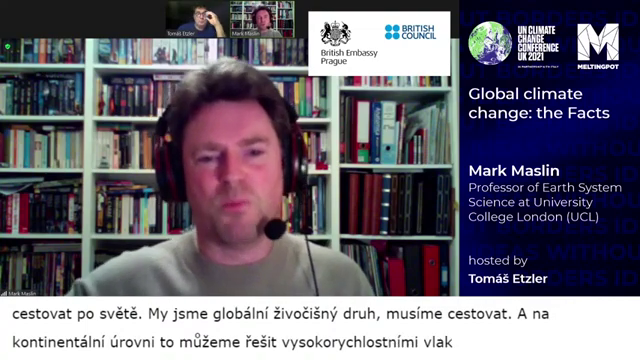 Tomáš Etzler
Mark Maslin
British Embassy
Prague
BRITISH
COUNCIL
UN CLIMATE
CHANGE
CONFERENCE
UK 2021
MELTINGPOT
Global climate
change: the Facts
Mark Maslin
Professor of Earth System
Science at University
College London (UCL)
hosted by
Tomáš Etzler
Mark Maslin
cestovat po světě. My jsme globální živočišný druh, musíme cestovat. A na
kontinentální úrovni to můžeme řešit vysokorychlostními vlak